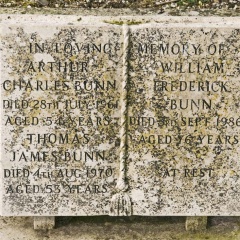 IN LOVING
ARTHUR
CHARLES BUNN
DIED 28TH JULY 1961
AGED 54 YEARS
THOMAS
JAMES BUNN
DIED 4TH AUG 1970
AGED 53 YEARS
MEMORY OF
WILLIAM
FREDERICK
BUNN
DIED SEPT 1986
AGED 76 YEARS
AT REST